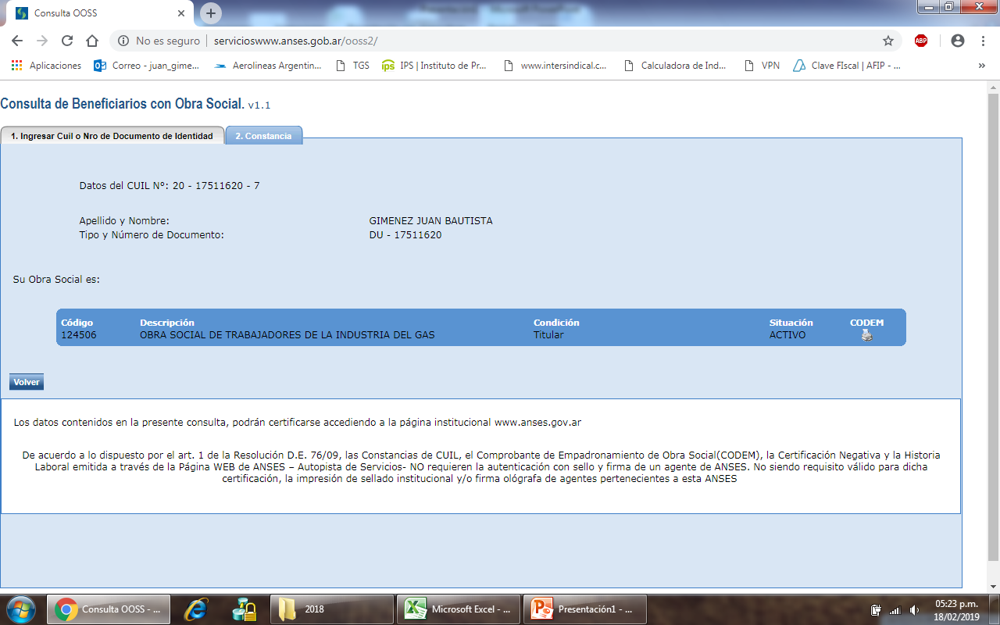 Consulta OOSS
No es seguro
servicioswww.anses.gob.ar/ooss2/
ABP
Aplicaciones
Correo - juan_gime...
Aerolineas Argentin...
TGS
ips
IPS | Instituto de Pr...
www.intersindical.c...
Calculadora de Ind...
VPN
Clave FIscal | AFIP - ...
»
Consulta de Beneficiarios con Obra Social. v1.1
1. Ingresar Cuil o Nro de Documento de Identidad
2. Constancia
Datos del CUIL Nº: 20 - 17511620 - 7
Apellido y Nombre: GIMENEZ JUAN BAUTISTA
Tipo y Número de Documento: DU - 17511620
Su Obra Social es:
Código Descripción Condición Situación CODEM
124506 OBRA SOCIAL DE TRABAJADORES DE LA INDUSTRIA DEL GAS Titular ACTIVO
Volver
Los datos contenidos en la presente consulta, podrán certificarse accediendo a la página institucional www.anses.gov.ar
De acuerdo a lo dispuesto por el art. 1 de la Resolución D.E. 76/09, las Constancias de CUIL, el Comprobante de Empadronamiento de Obra Social(CODEM), la Certificación Negativa y la Historia
Laboral emitida a través de la Página WEB de ANSES – Autopista de Servicios- NO requieren la autenticación con sello y firma de un agente de ANSES. No siendo requisito válido para dicha
certificación, la impresión de sellado institucional y/o firma ológrafa de agentes pertenecientes a esta ANSES
Consulta OOSS - ...
2018
Microsoft Excel - ...
Presentación1 - ...
05:23 p.m.
18/02/2019